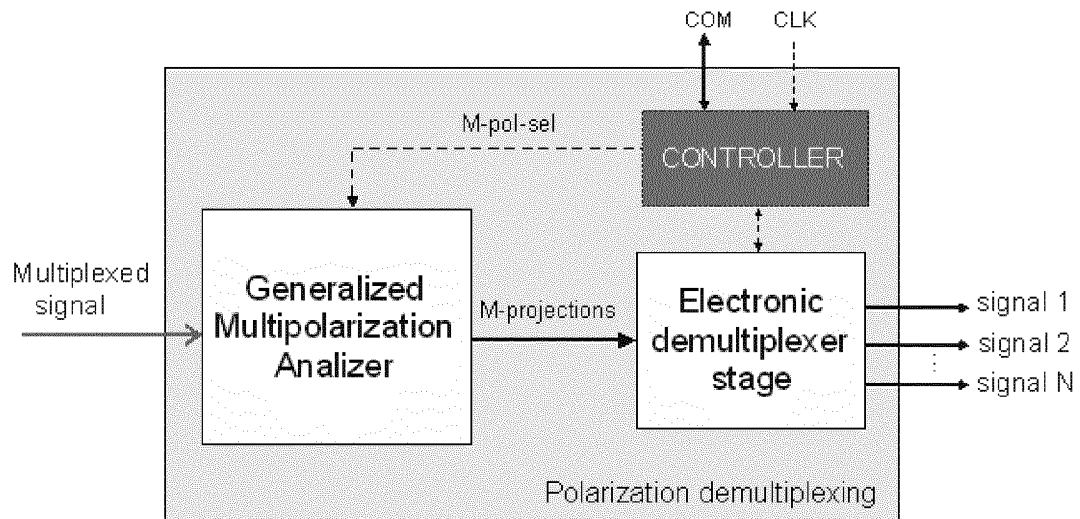 COM
CLK
M-pol-sel
CONTROLLER
Multiplexed
signal
Generalized
Multipolarization
Analizer
M-projections
Electronic
demultiplexer
stage
signal 1
signal 2
signal N
Polarization demultiplexing